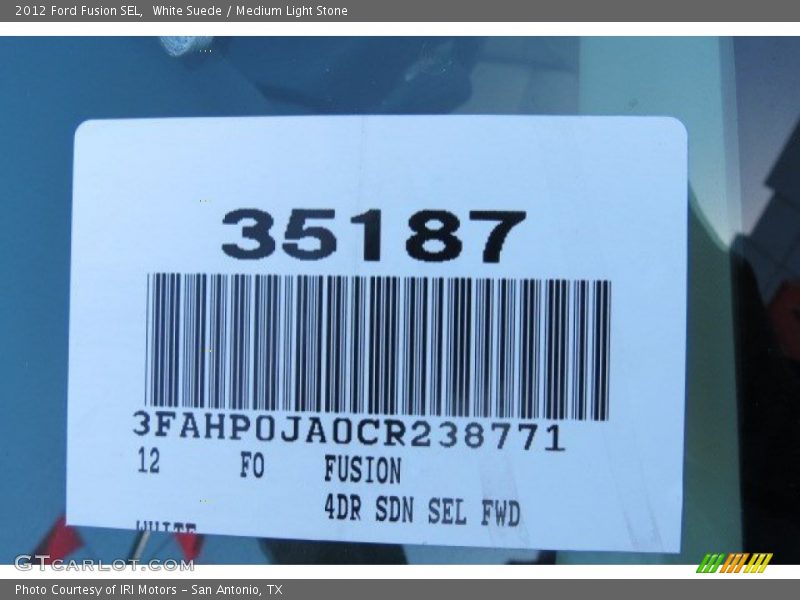 2012 Ford Fusion SEL,  White Suede / Medium Light Stone
35187
3FAHP0JA0CR238771
12 FO FUSION
4DR SDN SEL FWD
WHITE
GTCARLOT.COM
Photo Courtesy of IRI Motors - San Antonio, TX